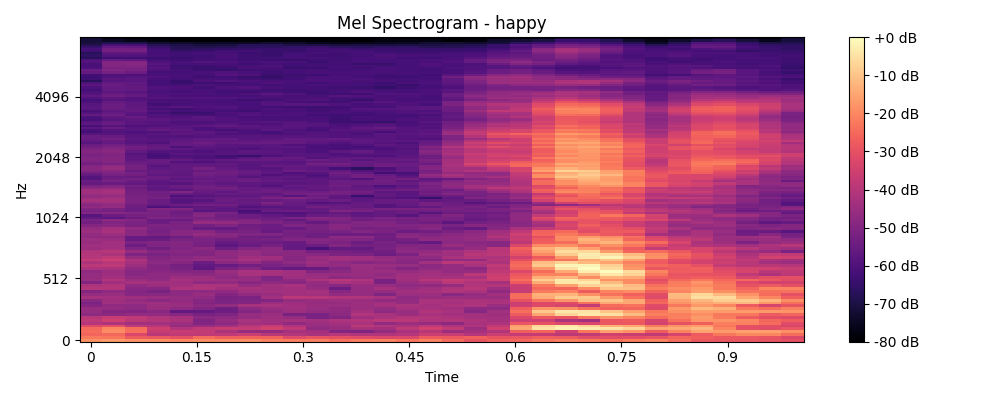 Mel Spectrogram - happy
Hz
4096
2048
1024
512
0
0 0.15 0.3 0.45 0.6 0.75 0.9
Time
+0 dB
-10 dB
-20 dB
-30 dB
-40 dB
-50 dB
-60 dB
-70 dB
-80 dB